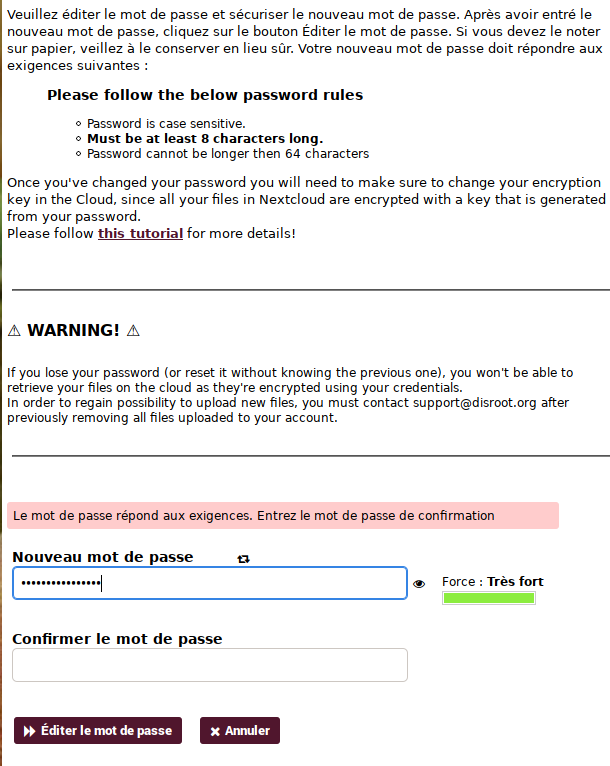 Veuillez éditer le mot de passe et sécuriser le nouveau mot de passe. Après avoir entré le
nouveau mot de passe, cliquez sur le bouton Éditer le mot de passe. Si vous devez le noter
sur papier, veillez à le conserver en lieu sûr. Votre nouveau mot de passe doit répondre aux
exigences suivantes :
Please follow the below password rules
Password is case sensitive.
Must be at least 8 characters long.
Password cannot be longer then 64 characters
Once you've changed your password you will need to make sure to change your encryption
key in the Cloud, since all your files in Nextcloud are encrypted with a key that is generated
from your password.
Please follow this tutorial for more details!
⚠ WARNING! ⚠
If you lose your password (or reset it without knowing the previous one), you won't be able to
retrieve your files on the cloud as they're encrypted using your credentials.
In order to regain possibility to upload new files, you must contact support@disroot.org after
previously removing all files uploaded to your account.
Le mot de passe répond aux exigences. Entrez le mot de passe de confirmation
Nouveau mot de passe
••••••••••••••••
Force : Très fort
Confirmer le mot de passe
Éditer le mot de passe
Annuler